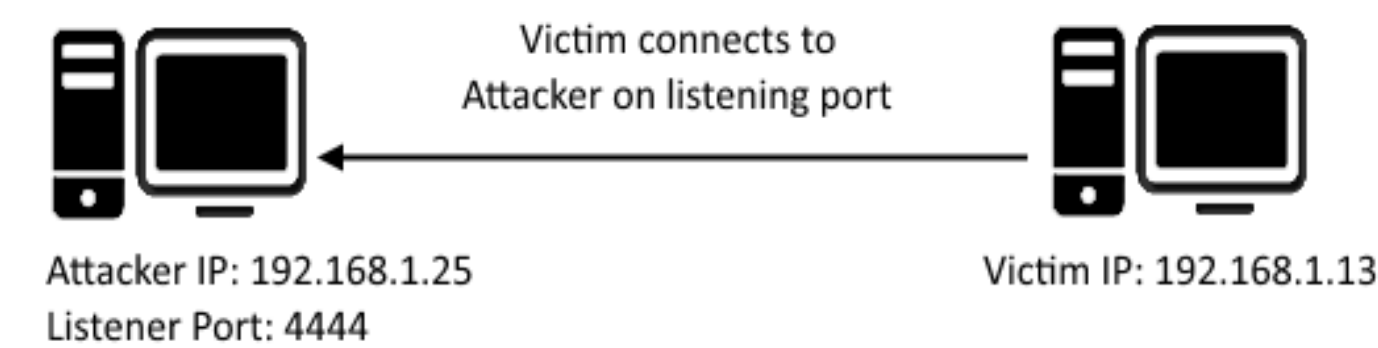 Victim connects to
Attacker on listening port
Attacker IP: 192.168.1.25
Listener Port: 4444
Victim IP: 192.168.1.13